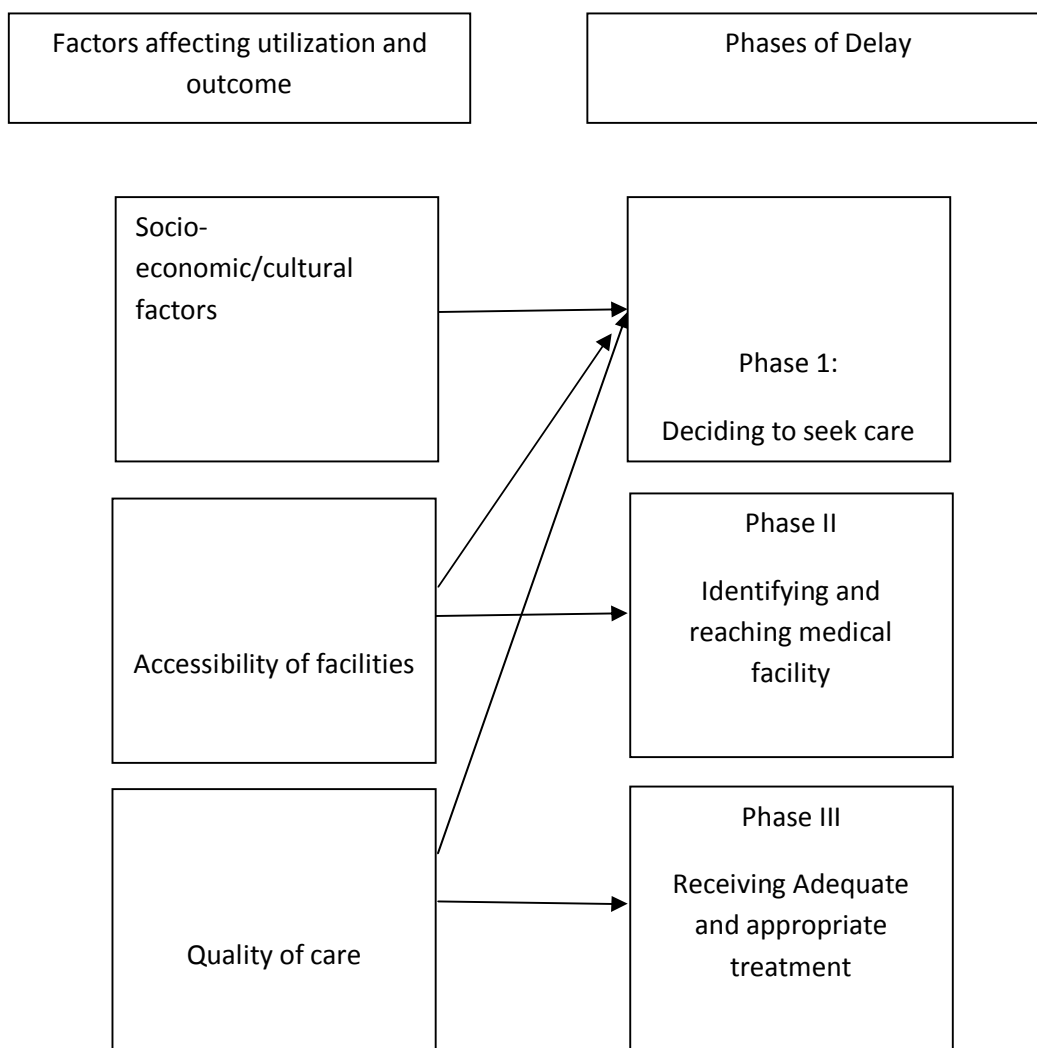 Factors affecting utilization and
outcome
Phases of Delay
Socio-
economic/cultural
factors
Phase 1:
Deciding to seek care
Accessibility of facilities
Phase II
Identifying and
reaching medical
facility
Quality of care
Phase III
Receiving Adequate
and appropriate
treatment